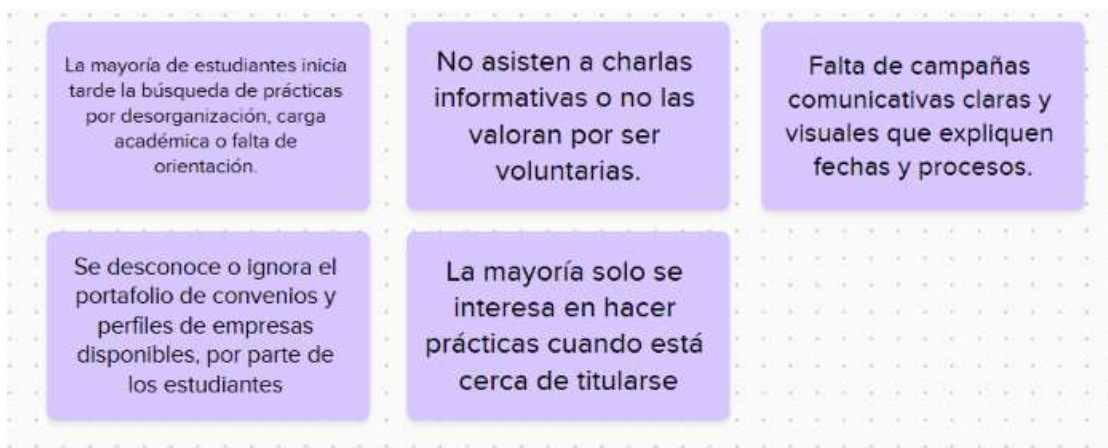 La mayoría de estudiantes inicia
tarde la búsqueda de prácticas
por desorganización, carga
académica o falta de
orientación.
No asisten a charlas
informativas o no las
valoran por ser
voluntarias.
Falta de campañas
comunicativas claras y
visuales que expliquen
fechas y procesos.
Se desconoce o ignora el
portafolio de convenios y
perfiles de empresas
disponibles, por parte de
los estudiantes
La mayoría solo se
interesa en hacer
prácticas cuando está
cerca de titularse